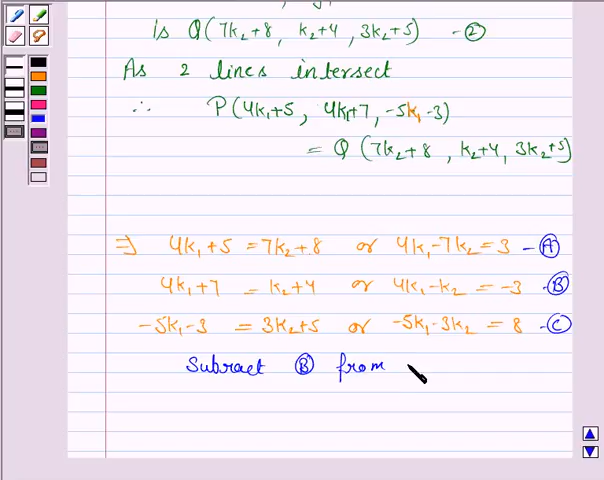 Is Q(7k₂+8, k₂+4, 3k₂+5) -②
As 2 lines intersect
∴ P(4k₁+5, 4k₁+7, -5k₁-3)
= Q(7k₂+8, k₂+4, 3k₂+5)
⇒ 4k₁+5 = 7k₂+8 or 4k₁-7k₂ = 3 -Ⓐ
4k₁+7 = k₂+4 or 4k₁-k₂ = -3 -Ⓑ
-5k₁-3 = 3k₂+5 or -5k₁-3k₂ = 8 -Ⓒ
Subtract Ⓑ from